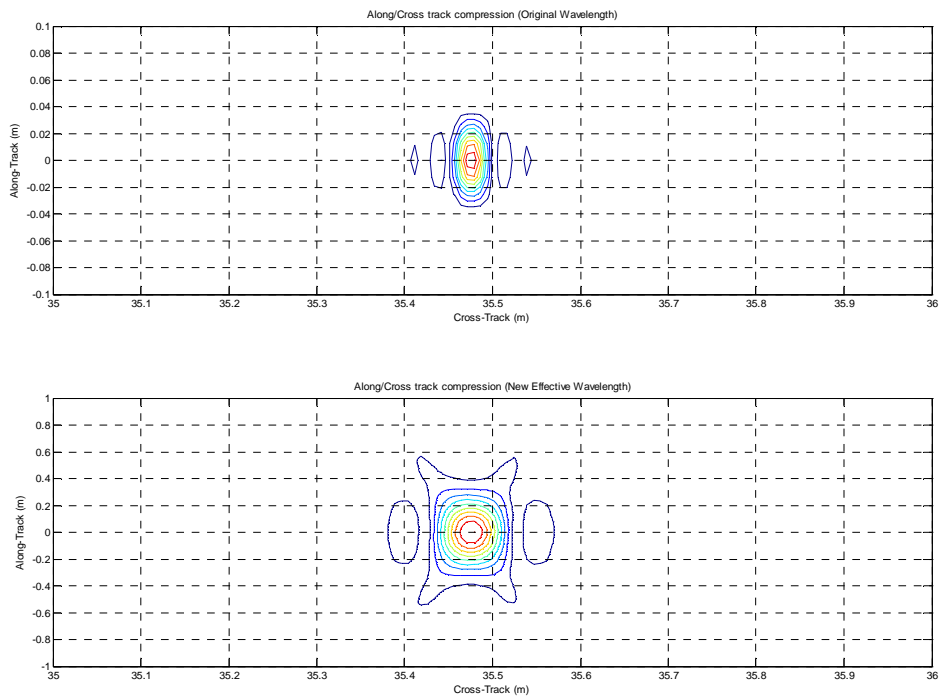 Along/Cross track compression (Original Wavelength)
0.1
0.08
0.06
0.04
0.02
0
-0.02
-0.04
-0.06
-0.08
-0.1
Along-Track (m)
35 35.1 35.2 35.3 35.4 35.5 35.6 35.7 35.8 35.9 36
Cross-Track (m)
Along/Cross track compression (New Effective Wavelength)
1
0.8
0.6
0.4
0.2
0
-0.2
-0.4
-0.6
-0.8
-1
Along-Track (m)
35 35.1 35.2 35.3 35.4 35.5 35.6 35.7 35.8 35.9 36
Cross-Track (m)